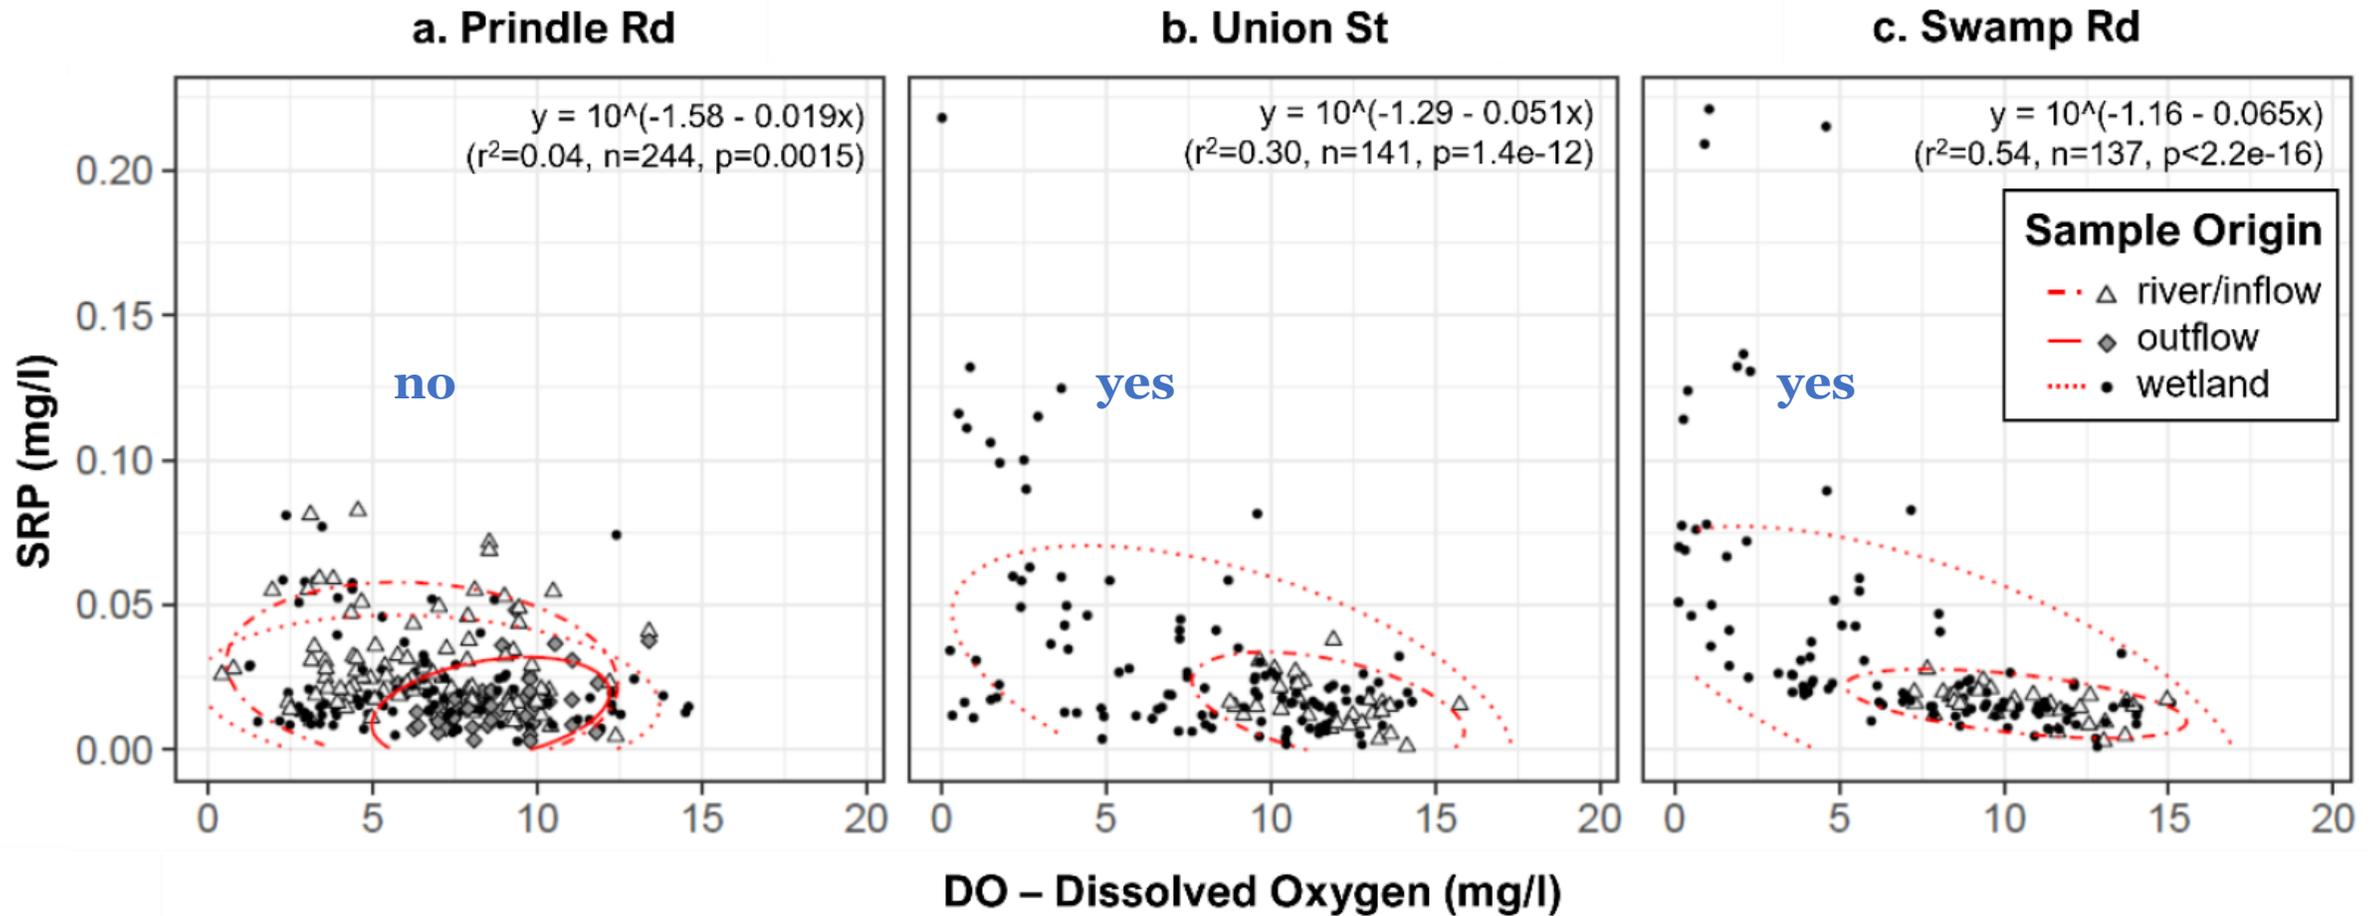 a. Prindle Rd
b. Union St
c. Swamp Rd
y = 10^(-1.58 - 0.019x)
(r²=0.04, n=244, p=0.0015)
y = 10^(-1.29 - 0.051x)
(r²=0.30, n=141, p=1.4e-12)
y = 10^(-1.16 - 0.065x)
(r²=0.54, n=137, p<2.2e-16)
SRP (mg/l)
0.20
0.15
0.10
0.05
0.00
no
yes
yes
Sample Origin
river/inflow
outflow
wetland
0 5 10 15 20
0 5 10 15 20
0 5 10 15 20
DO – Dissolved Oxygen (mg/l)